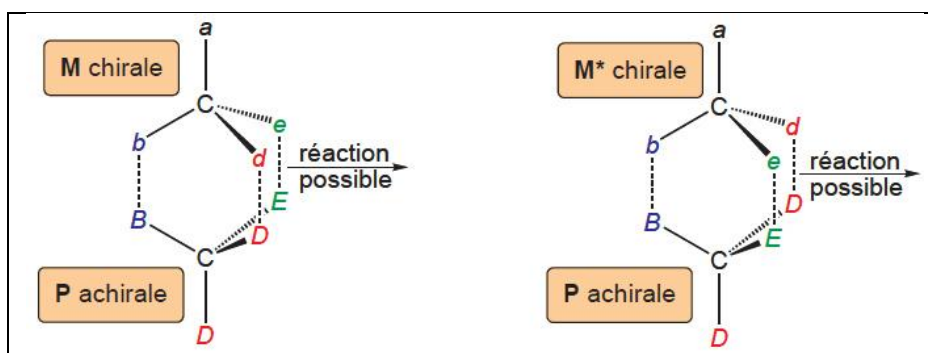 a
M chirale
C
b
e
d
réaction
possible
B
E
D
C
P achirale
D
a
M* chirale
C
b
d
e
réaction
possible
B
D
E
C
P achirale
D